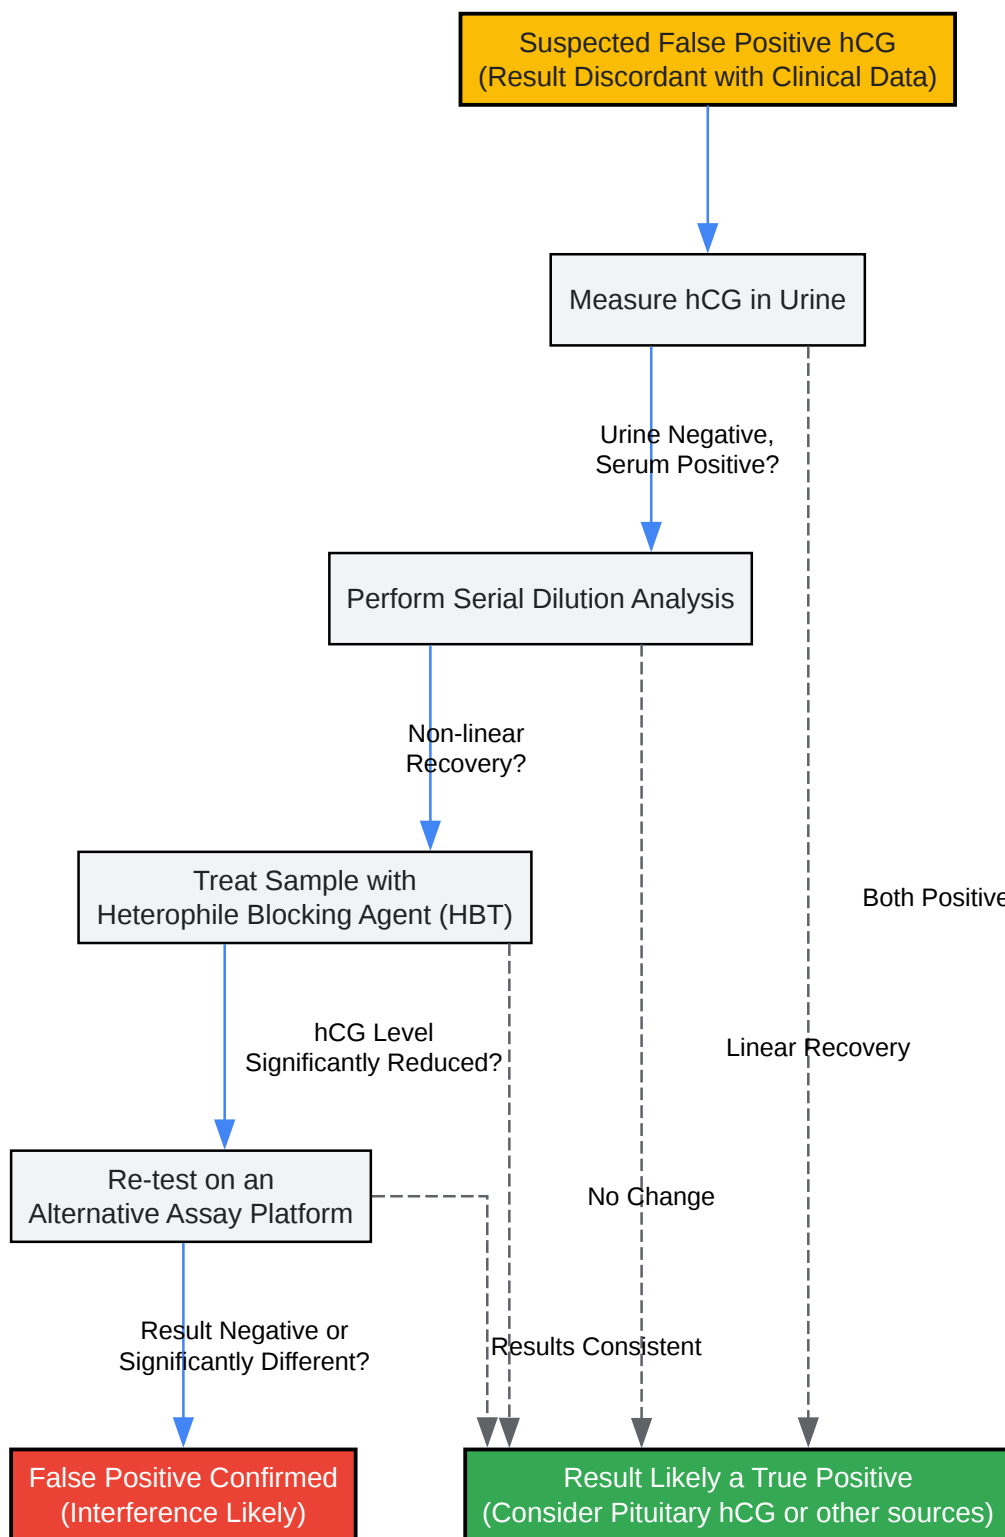 Suspected False Positive hCG
(Result Discordant with Clinical Data)
Measure hCG in Urine
Urine Negative,
Serum Positive?
Perform Serial Dilution Analysis
Non-linear
Recovery?
Treat Sample with
Heterophile Blocking Agent (HBT)
Both Positive
hCG Level
Significantly Reduced?
Linear Recovery
Re-test on an
Alternative Assay Platform
No Change
Result Negative or
Significantly Different?
Results Consistent
False Positive Confirmed
(Interference Likely)
Result Likely a True Positive
(Consider Pituitary hCG or other sources)